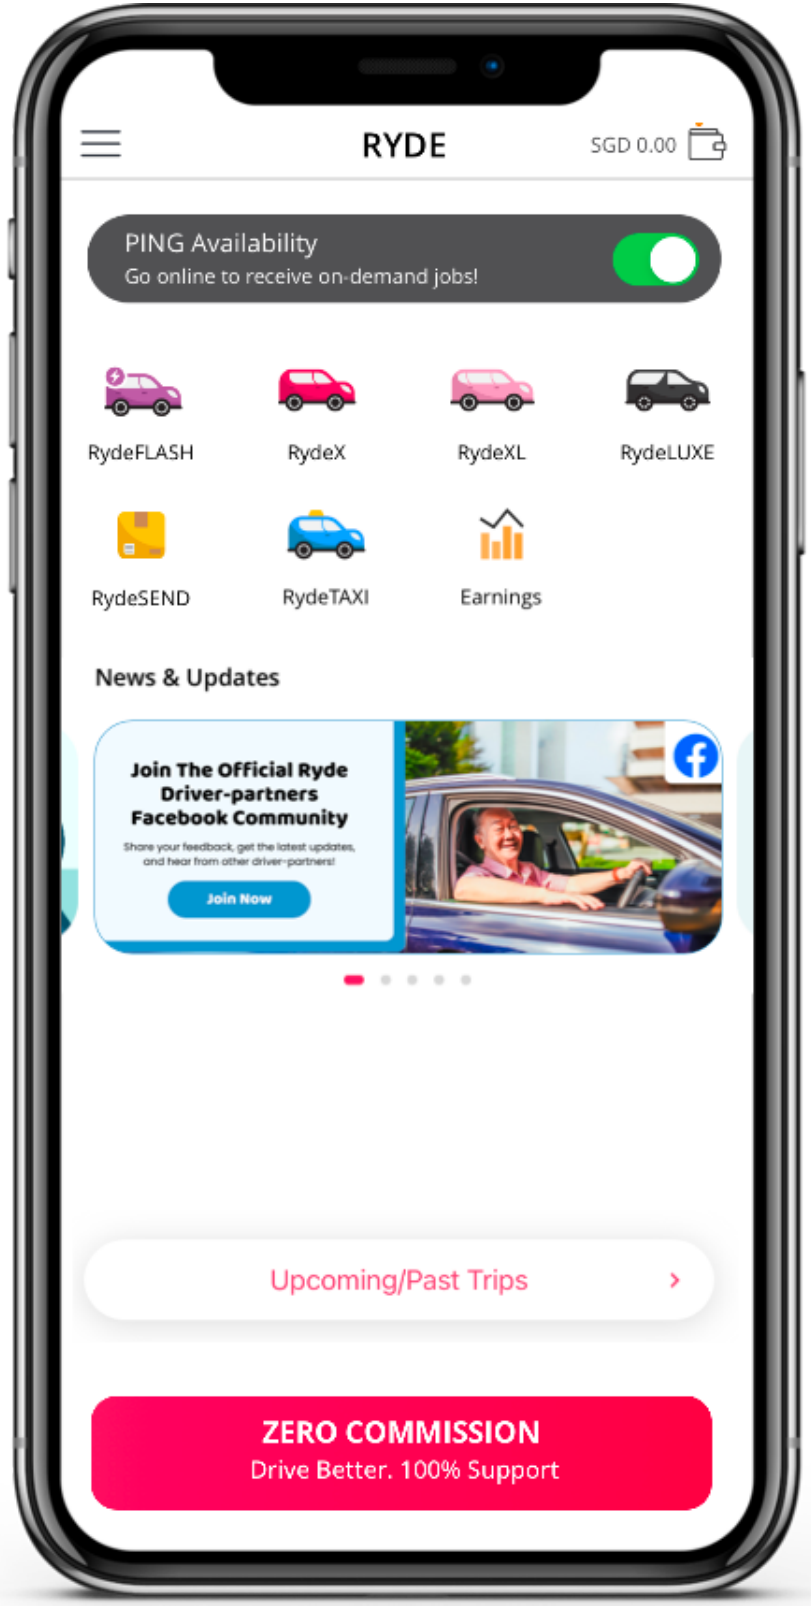 RYDE
SGD 0.00
PING Availability
Go online to receive on-demand jobs!
RydeFLASH
RydeX
RydeXL
RydeLUXE
RydeSEND
RydeTAXI
Earnings
News & Updates
Join The Official Ryde
Driver-partners
Facebook Community
Share your feedback, get the latest updates,
and hear from other driver-partners!
Join Now
Upcoming/Past Trips
ZERO COMMISSION
Drive Better. 100% Support